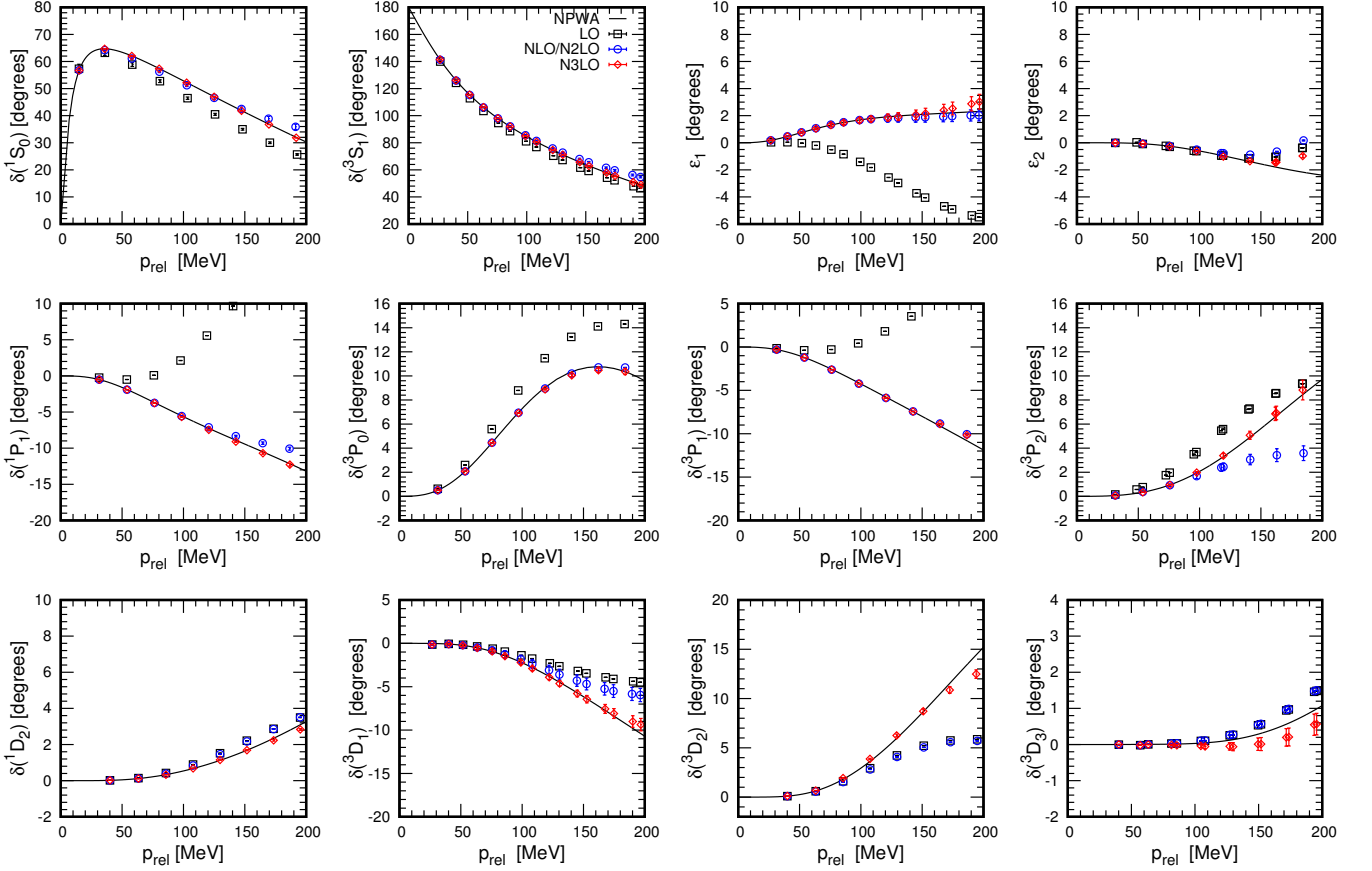 δ(¹S₀) [degrees]
80
70
60
50
40
30
20
10
0
0 50 100 150 200
p_rel [MeV]
δ(³S₁) [degrees]
180
160
140
120
100
80
60
40
20
0 50 100 150 200
p_rel [MeV]
NPWA
LO
NLO/N2LO
N3LO
ε₁ [degrees]
6
4
2
0
-2
-4
-6
0 50 100 150 200
p_rel [MeV]
ε₂ [degrees]
6
4
2
0
-2
-4
-6
0 50 100 150 200
p_rel [MeV]
δ(¹P₁) [degrees]
10
5
0
-5
-10
-15
-20
0 50 100 150 200
p_rel [MeV]
δ(³P₀) [degrees]
16
14
12
10
8
6
4
2
0
-2
0 50 100 150 200
p_rel [MeV]
δ(³P₁) [degrees]
5
0
-5
-10
-15
-20
0 50 100 150 200
p_rel [MeV]
δ(³P₂) [degrees]
16
14
12
10
8
6
4
2
0
-2
0 50 100 150 200
p_rel [MeV]
δ(¹D₂) [degrees]
10
8
6
4
2
0
-2
0 50 100 150 200
p_rel [MeV]
δ(³D₁) [degrees]
5
0
-5
-10
-15
-20
0 50 100 150 200
p_rel [MeV]
δ(³D₂) [degrees]
20
15
10
5
0
0 50 100 150 200
p_rel [MeV]
δ(³D₃) [degrees]
4
3
2
1
0
-1
-2
0 50 100 150 200
p_rel [MeV]